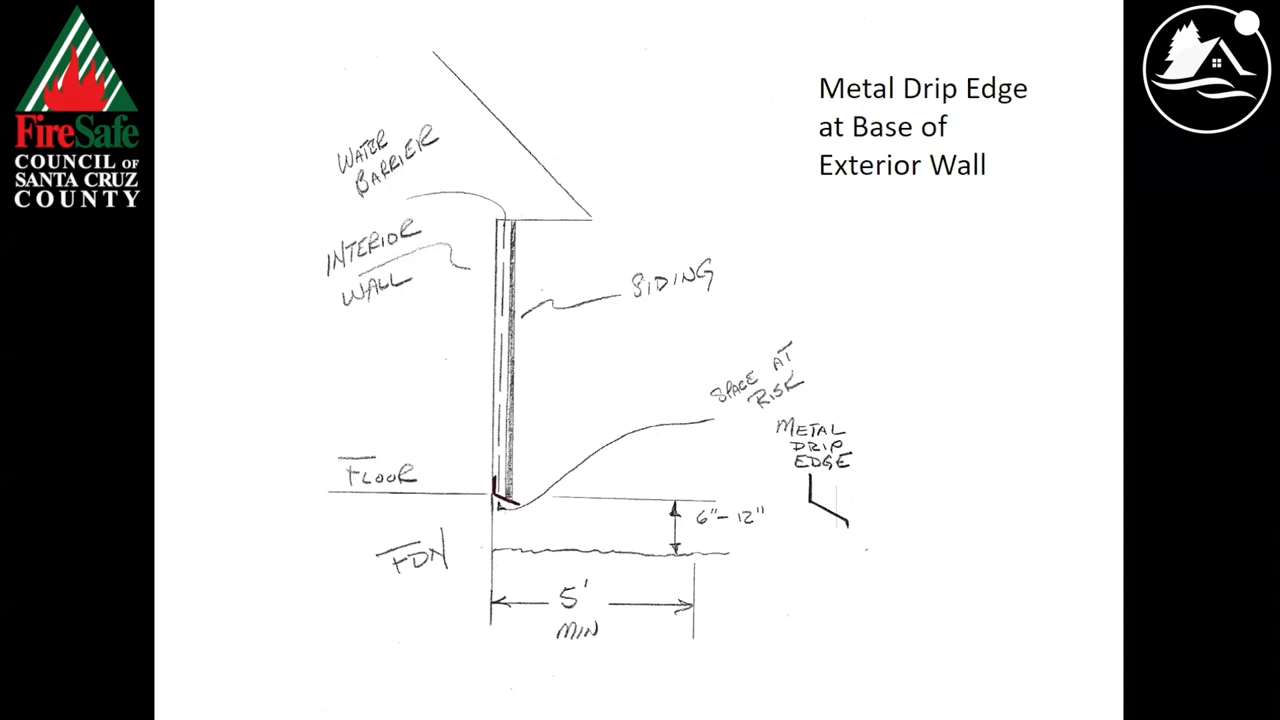 FireSafe
COUNCIL OF
SANTA CRUZ
COUNTY
Metal Drip Edge
at Base of
Exterior Wall
WATER
BARRIER
INTERIOR
WALL
SIDING
SPACE AT
RISK
METAL
DRIP
EDGE
FLOOR
6"-12"
FDN
5'
MIN